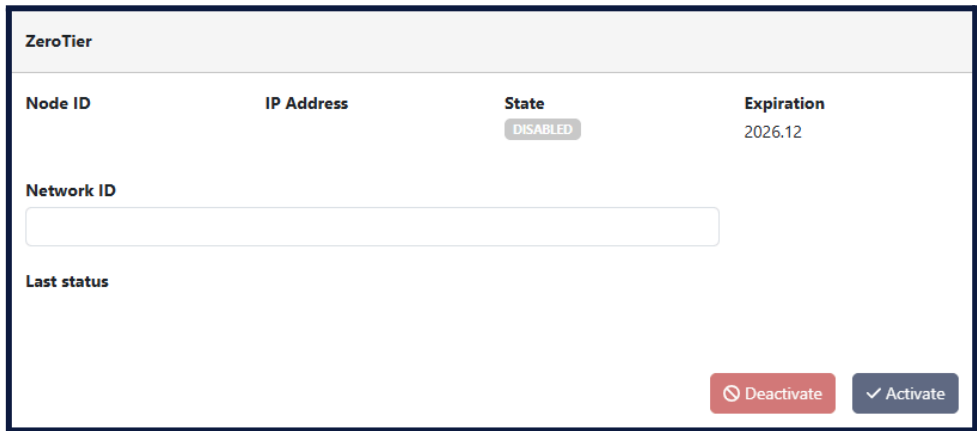 ZeroTier
Node ID IP Address State Expiration
DISABLED 2026.12
Network ID
Last status
Deactivate Activate